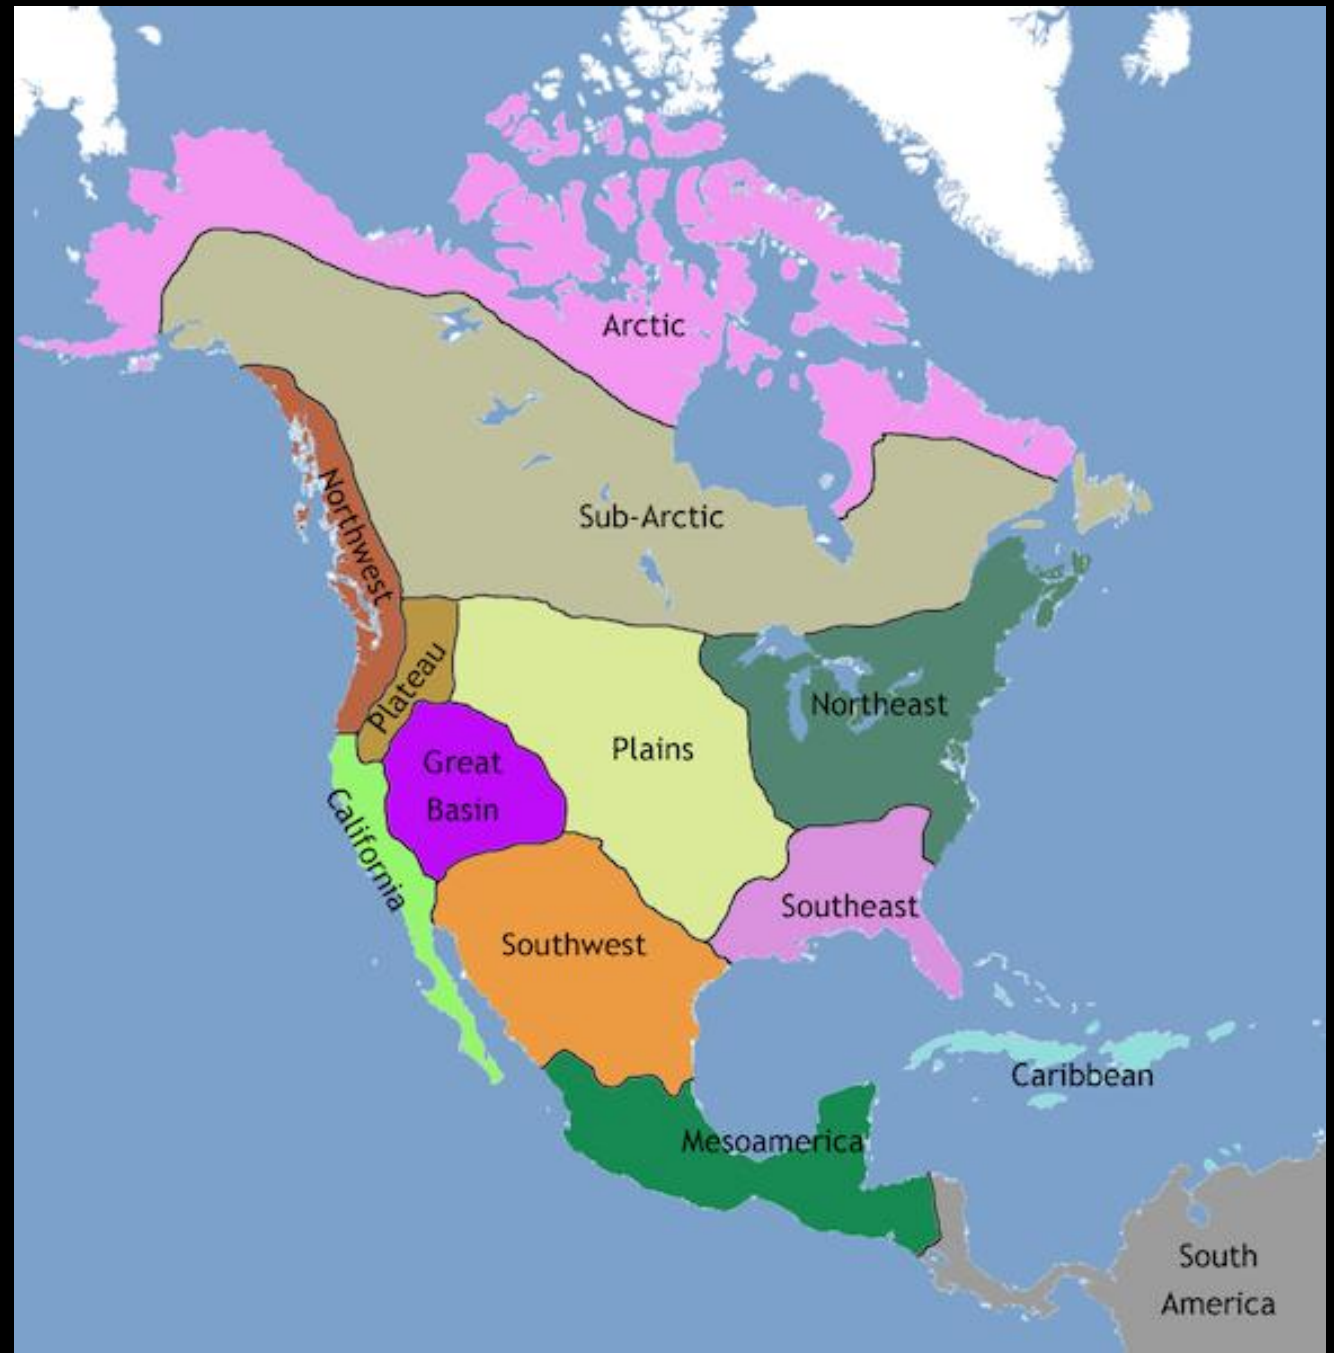 Arctic
Sub-Arctic
Northwest
Plateau
Northeast
Plains
Great
Basin
California
Southeast
Southwest
Caribbean
Mesoamerica
South
America